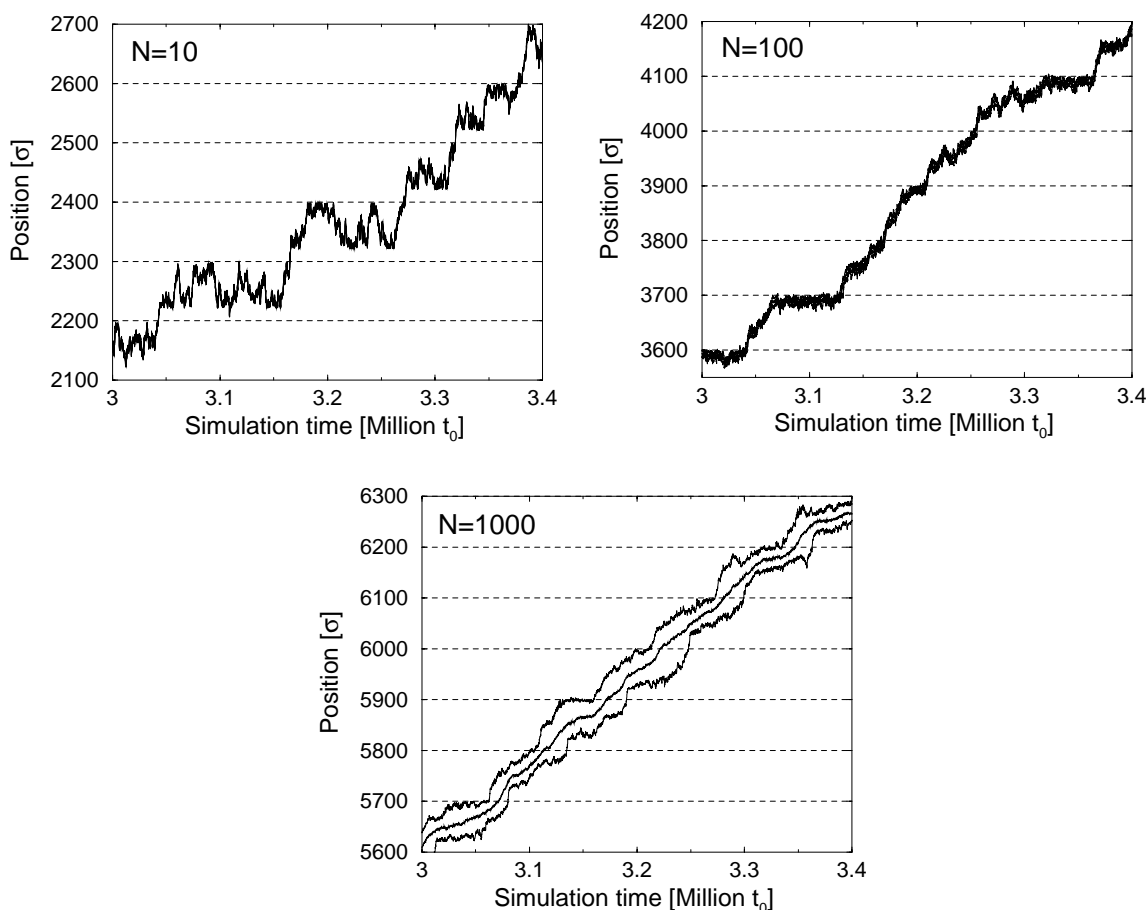 N=10
2700
2600
2500
2400
2300
2200
2100
Position [σ]
3 3.1 3.2 3.3 3.4
Simulation time [Million t₀]
N=100
4200
4100
4000
3900
3800
3700
3600
Position [σ]
3 3.1 3.2 3.3 3.4
Simulation time [Million t₀]
N=1000
6300
6200
6100
6000
5900
5800
5700
5600
Position [σ]
3 3.1 3.2 3.3 3.4
Simulation time [Million t₀]